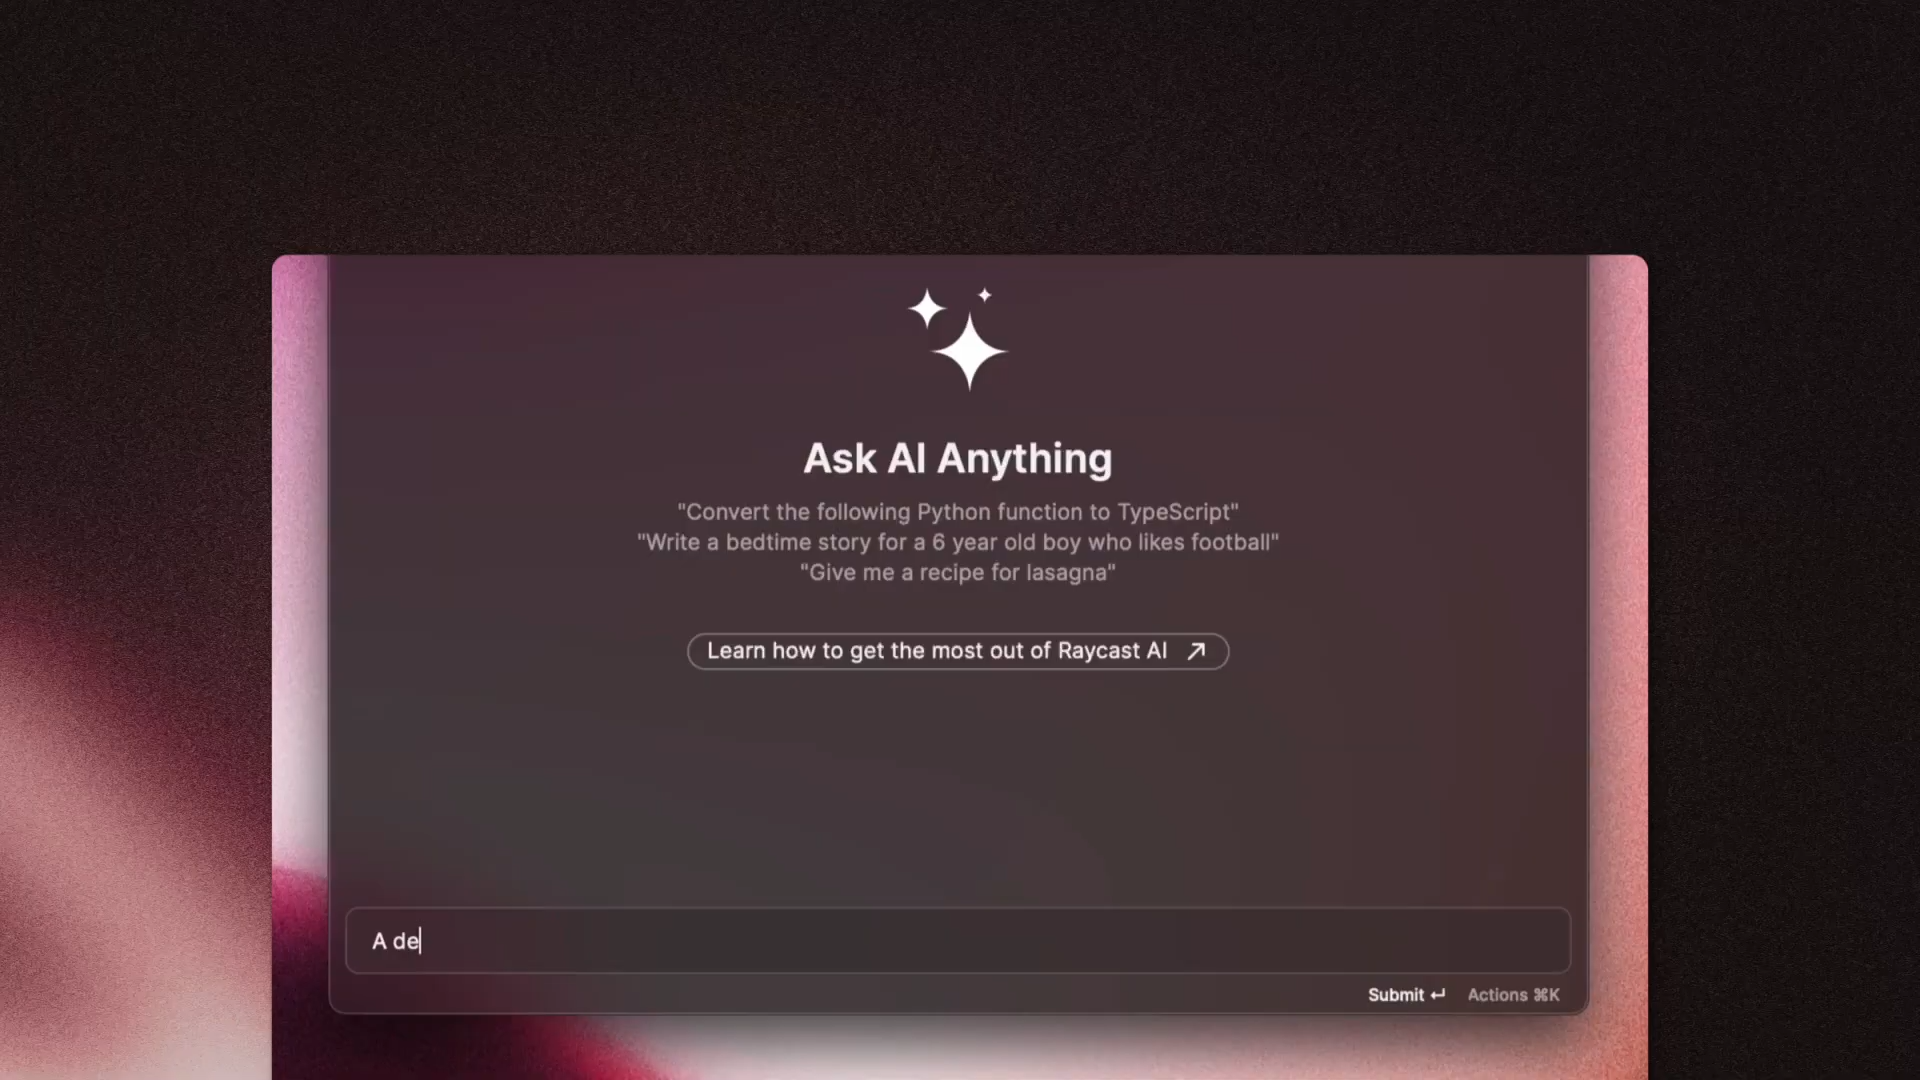 Ask AI Anything
"Convert the following Python function to TypeScript"
"Write a bedtime story for a 6 year old boy who likes football"
"Give me a recipe for lasagna"
Learn how to get the most out of Raycast AI ↗
A de
Submit ↵ Actions ⌘K